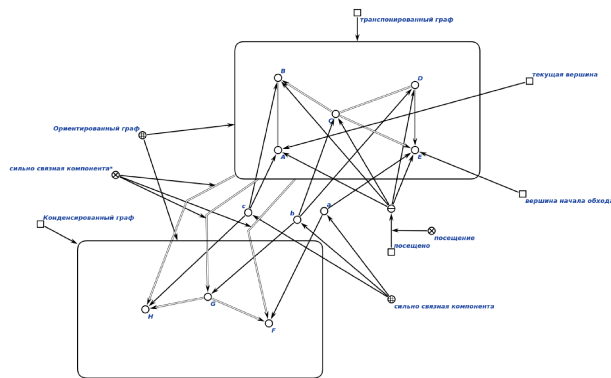 транспонированный граф
B
D
текущая вершина
C
Ориентированный граф
A
E
сильно связная компонента*
вершина начала обхода
c
b
a
Конденсированный граф
посещение
посещено
G
сильно связная компонента
H
F